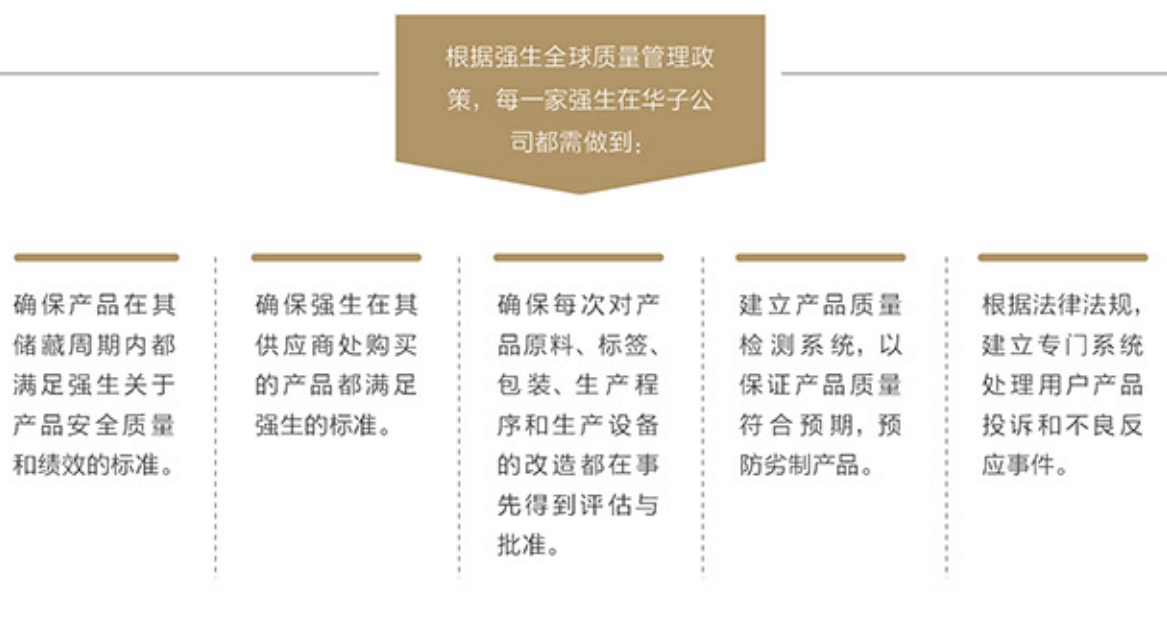 根据强生全球质量管理政
策，每一家强生在华子公
司都需做到：
确保产品在其
储藏周期内都
满足强生关于
产品安全质量
和绩效的标准。
确保强生在其
供应商处购买
的产品都满足
强生的标准。
确保每次对产
品原料、标签、
包装、生产程
序和生产设备
的改造都在事
先得到评估与
批准。
建立产品质量
检测系统，以
保证产品质量
符合预期，预
防劣制产品。
根据法律法规，
建立专门系统
处理用户产品
投诉和不良反
应事件。